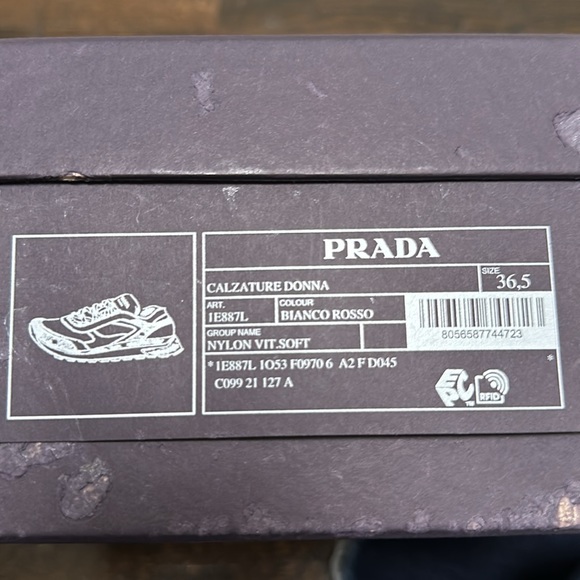 PRADA
CALZATURE DONNA
SIZE
36,5
ART.
1E887L
COLOUR
BIANCO ROSSO
GROUP NAME
NYLON VIT.SOFT
8056587744723
*1E887L 1O53 F0970 6 A2 F D045
C099 21 127 A
EPC™
RFID